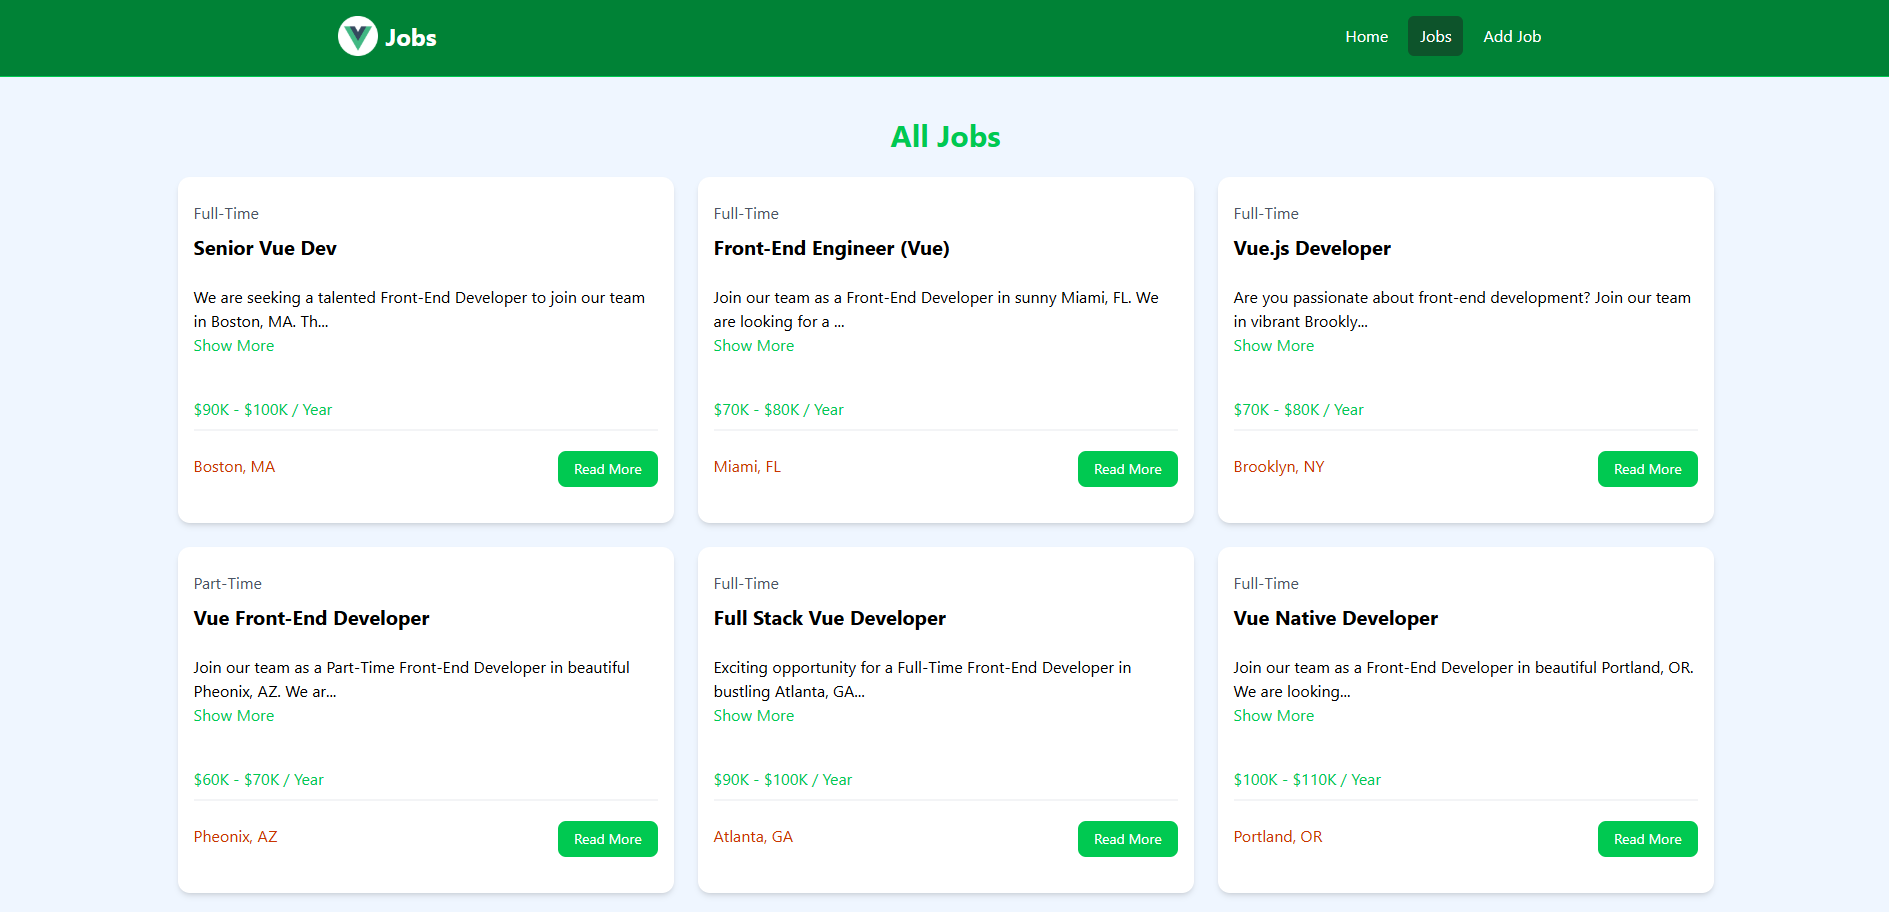 Jobs
Home
Jobs
Add Job
All Jobs
Full-Time
Senior Vue Dev
We are seeking a talented Front-End Developer to join our team
in Boston, MA. Th...
Show More
$90K - $100K / Year
Boston, MA
Read More
Full-Time
Front-End Engineer (Vue)
Join our team as a Front-End Developer in sunny Miami, FL. We
are looking for a ...
Show More
$70K - $80K / Year
Miami, FL
Read More
Full-Time
Vue.js Developer
Are you passionate about front-end development? Join our team
in vibrant Brookly...
Show More
$70K - $80K / Year
Brooklyn, NY
Read More
Part-Time
Vue Front-End Developer
Join our team as a Part-Time Front-End Developer in beautiful
Pheonix, AZ. We ar...
Show More
$60K - $70K / Year
Pheonix, AZ
Read More
Full-Time
Full Stack Vue Developer
Exciting opportunity for a Full-Time Front-End Developer in
bustling Atlanta, GA...
Show More
$90K - $100K / Year
Atlanta, GA
Read More
Full-Time
Vue Native Developer
Join our team as a Front-End Developer in beautiful Portland, OR.
We are looking...
Show More
$100K - $110K / Year
Portland, OR
Read More